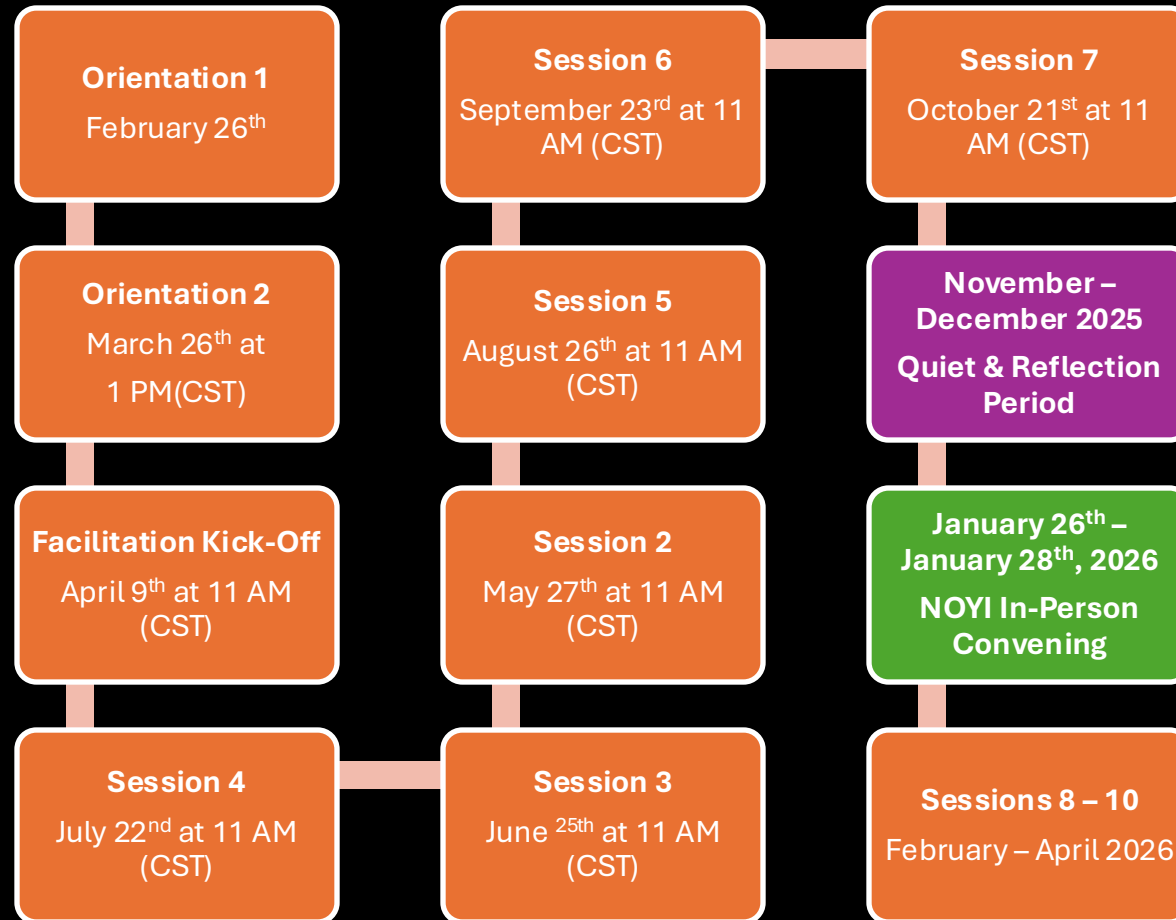 Orientation 1
February 26th
Orientation 2
March 26th at
1 PM(CST)
Facilitation Kick-Off
April 9th at 11 AM
(CST)
Session 4
July 22nd at 11 AM
(CST)
Session 3
June 25th at 11 AM
(CST)
Session 2
May 27th at 11 AM
(CST)
Session 5
August 26th at 11 AM
(CST)
Session 6
September 23rd at 11
AM (CST)
Session 7
October 21st at 11
AM (CST)
November –
December 2025
Quiet & Reflection
Period
January 26th –
January 28th, 2026
NOYI In-Person
Convening
Sessions 8 – 10
February – April 2026